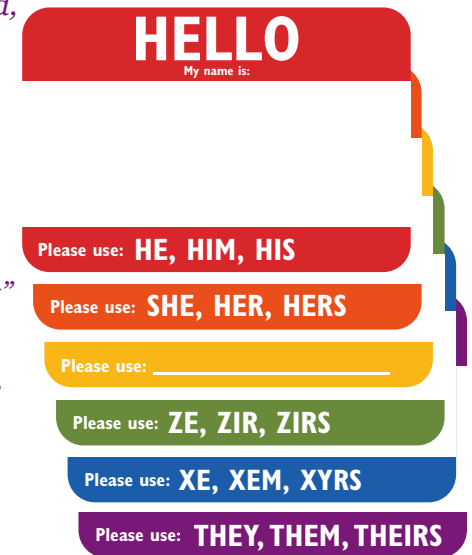 HELLO
My name is:
Please use: HE, HIM, HIS
Please use: SHE, HER, HERS
Please use:
Please use: ZE, ZIR, ZIRS
Please use: XE, XEM, XYRS
Please use: THEY, THEM, THEIRS